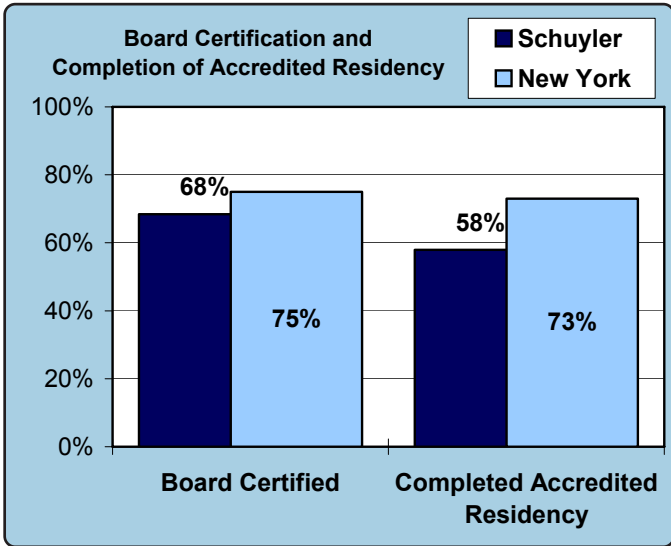 Board Certification and
Completion of Accredited Residency
Schuyler
New York
100%
80%
60%
40%
20%
0%
68%
75%
58%
73%
Board Certified
Completed Accredited
Residency